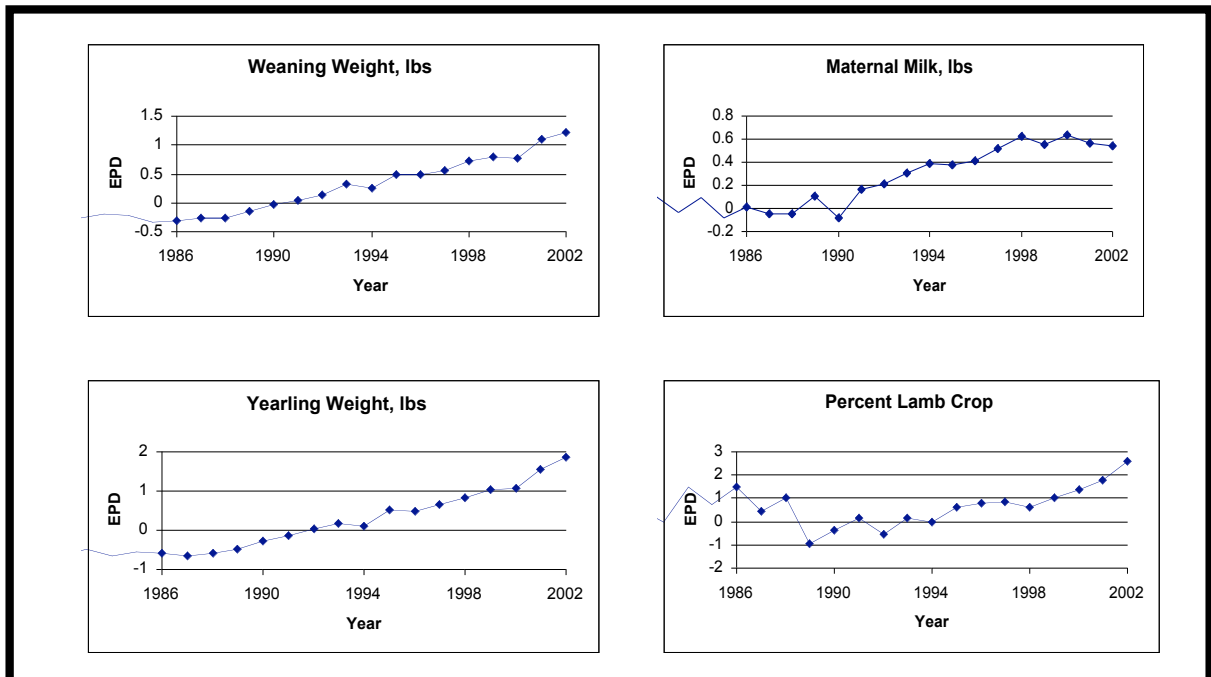 Weaning Weight, lbs
1.5
1
0.5
0
-0.5
EPD
1986 1990 1994 1998 2002
Year
Maternal Milk, lbs
0.8
0.6
0.4
0.2
0
-0.2
EPD
1986 1990 1994 1998 2002
Year
Yearling Weight, lbs
2
1
0
-1
EPD
1986 1990 1994 1998 2002
Year
Percent Lamb Crop
3
2
1
0
-1
-2
EPD
1986 1990 1994 1998 2002
Year